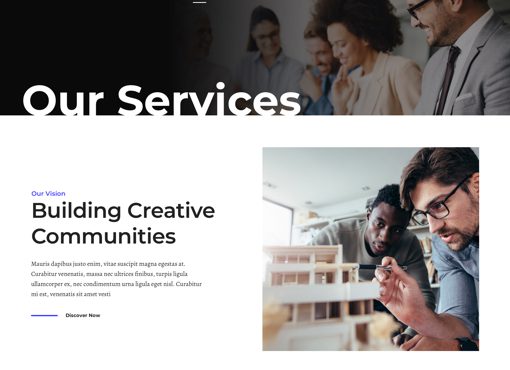 Our Services
Our Vision
Building Creative
Communities
Mauris dapibus justo enim, vitae suscipit magna egestas at.
Curabitur venenatis, massa nec ultrices finibus, turpis ligula
ullamcorper ex, nec condimentum urna ligula eget nisl. Curabitur
mi est, venenatis sit amet vesti
Discover Now